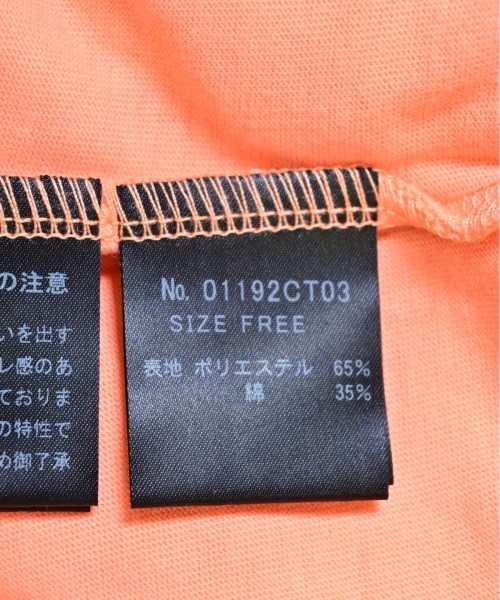 の注意
いを出す
レ感のあ
ておりま
の特性で
め御了承
No. 01192CT03
SIZE FREE
表地 ポリエステル 65%
綿 35%